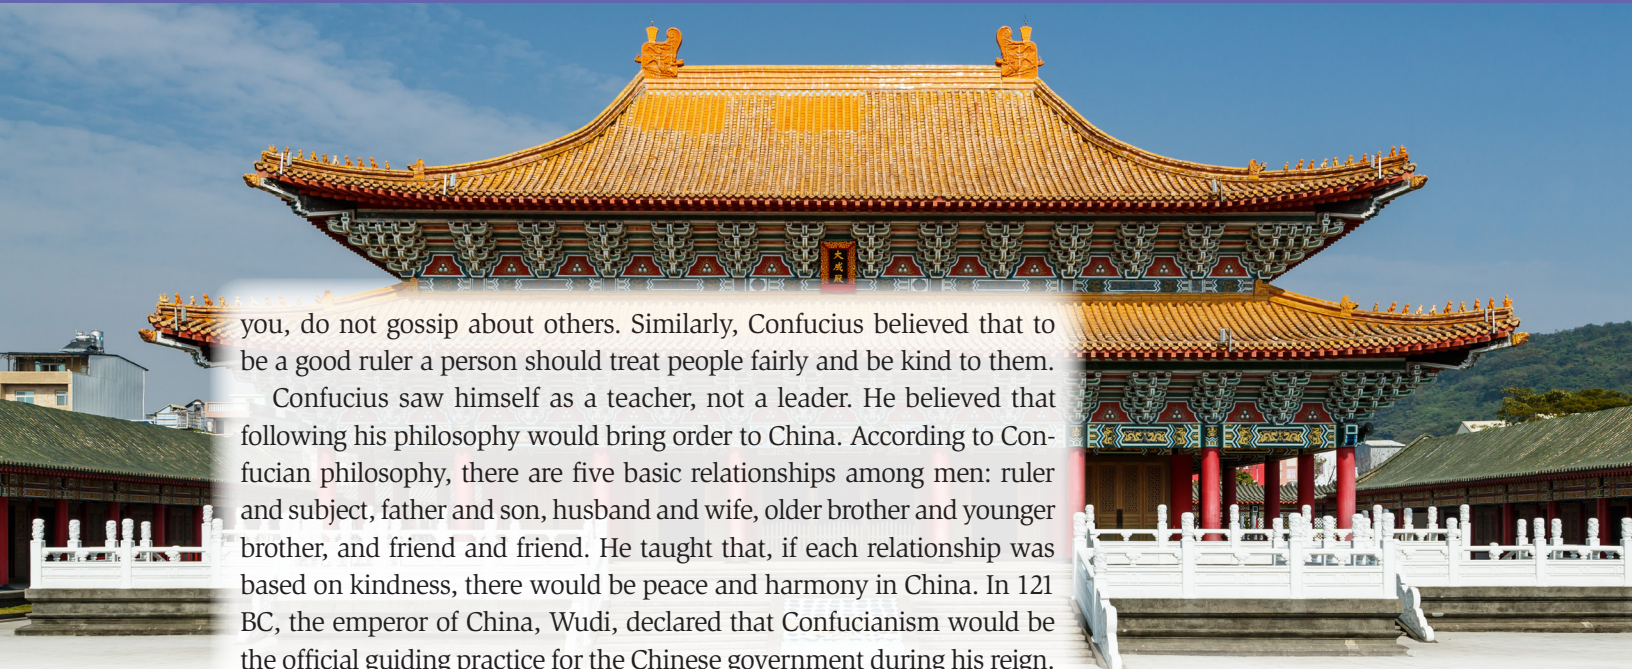 大成殿
you, do not gossip about others. Similarly, Confucius believed that to
be a good ruler a person should treat people fairly and be kind to them.
Confucius saw himself as a teacher, not a leader. He believed that
following his philosophy would bring order to China. According to Con-
fucian philosophy, there are five basic relationships among men: ruler
and subject, father and son, husband and wife, older brother and younger
brother, and friend and friend. He taught that, if each relationship was
based on kindness, there would be peace and harmony in China. In 121
BC, the emperor of China, Wudi, declared that Confucianism would be
the official guiding practice for the Chinese government during his reign.